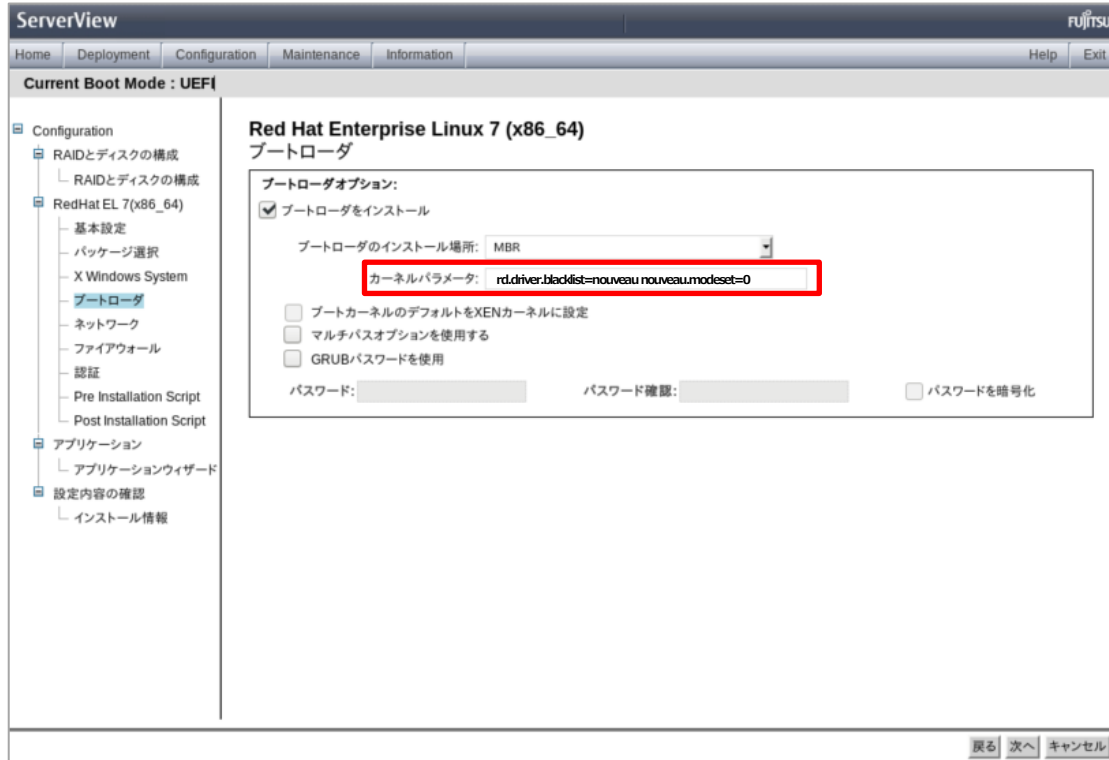 ServerView
FUJITSU
Home Deployment Configuration Maintenance Information Help Exit
Current Boot Mode : UEFI
Configuration
RAIDとディスクの構成
RAIDとディスクの構成
RedHat EL 7(x86_64)
基本設定
パッケージ選択
X Windows System
ブートローダ
ネットワーク
ファイアウォール
認証
Pre Installation Script
Post Installation Script
アプリケーション
アプリケーションウィザード
設定内容の確認
インストール情報
Red Hat Enterprise Linux 7 (x86_64)
ブートローダ
ブートローダオプション:
ブートローダをインストール
ブートローダのインストール場所: MBR
カーネルパラメータ: rd.driver.blacklist=nouveau nouveau.modeset=0
ブートカーネルのデフォルトをXENカーネルに設定
マルチパスオプションを使用する
GRUBパスワードを使用
パスワード: パスワード確認: パスワードを暗号化
戻る 次へ キャンセル